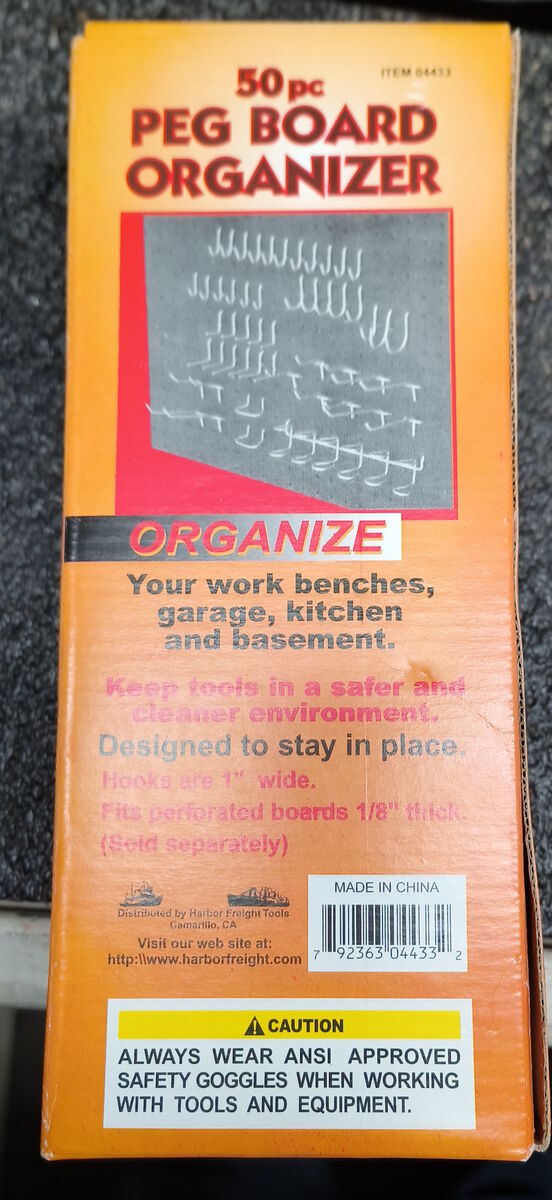 ITEM 04433
50 pc
PEG BOARD
ORGANIZER
ORGANIZE
Your work benches,
garage, kitchen
and basement.
Keep tools in a safer and
cleaner environment.
Designed to stay in place.
Hooks are 1" wide.
Fits perforated boards 1/8" thick.
(Sold separately)
Distributed by Harbor Freight Tools
Camarillo, CA
Visit our web site at:
http:\\www.harborfreight.com
MADE IN CHINA
7 92363 04433 2
CAUTION
ALWAYS WEAR ANSI APPROVED
SAFETY GOGGLES WHEN WORKING
WITH TOOLS AND EQUIPMENT.